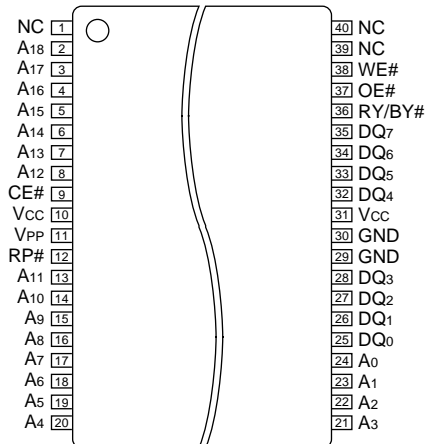 NC 1 40 NC
A18 2 39 NC
A17 3 38 WE#
A16 4 37 OE#
A15 5 36 RY/BY#
A14 6 35 DQ7
A13 7 34 DQ6
A12 8 33 DQ5
CE# 9 32 DQ4
VCC 10 31 VCC
VPP 11 30 GND
RP# 12 29 GND
A11 13 28 DQ3
A10 14 27 DQ2
A9 15 26 DQ1
A8 16 25 DQ0
A7 17 24 A0
A6 18 23 A1
A5 19 22 A2
A4 20 21 A3